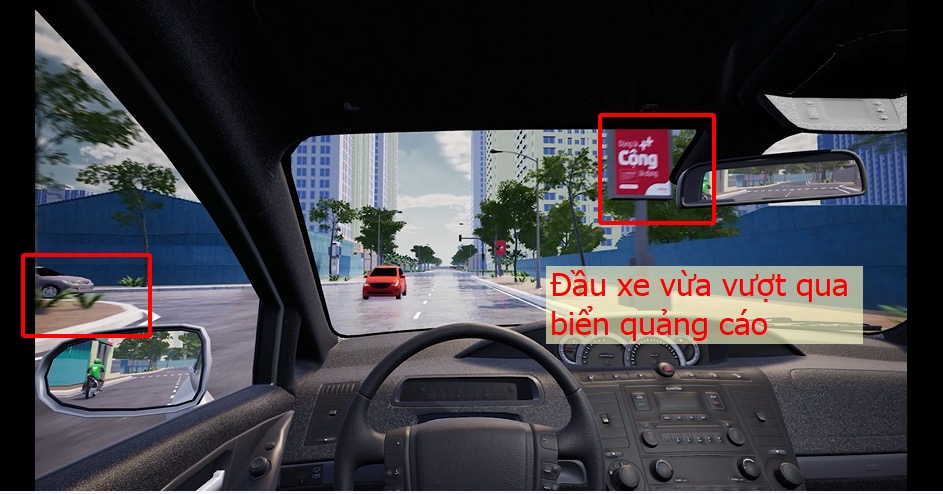 Cộng
Đầu xe vừa vượt qua
biển quảng cáo